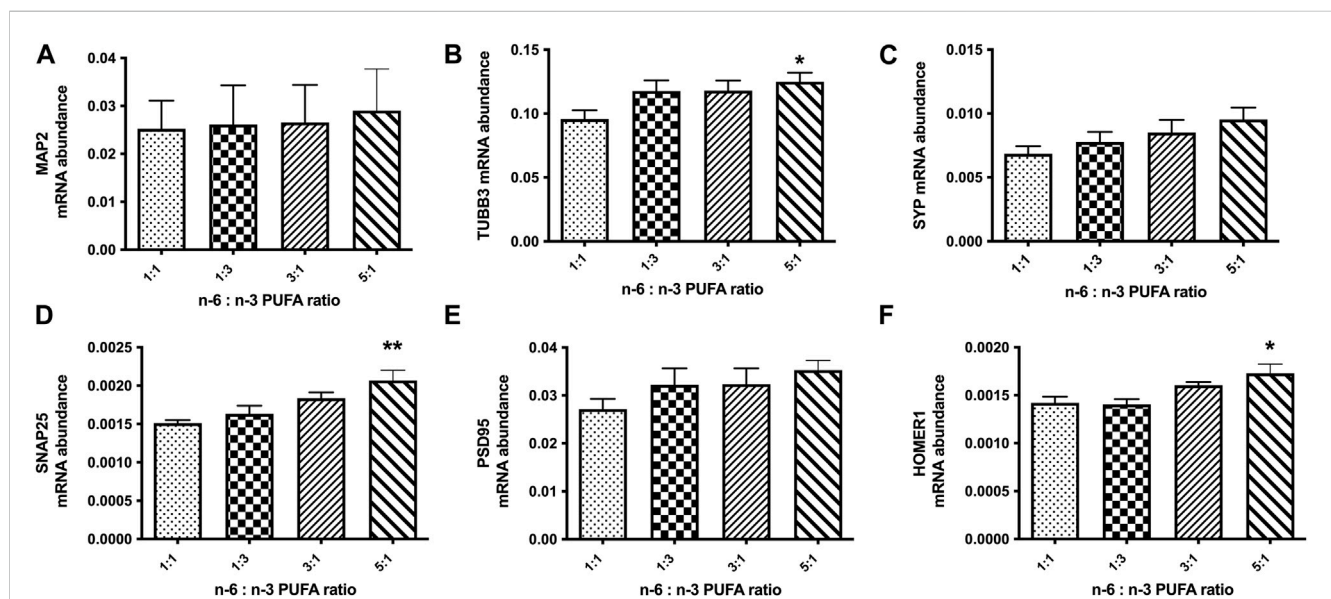 A
MAP2
mRNA abundance
0.04
0.03
0.02
0.01
0.00
1:1
1:3
3:1
5:1
n-6 : n-3 PUFA ratio
B
TUBB3 mRNA abundance
0.15
0.10
0.05
0.00
*
1:1
1:3
3:1
5:1
n-6 : n-3 PUFA ratio
C
SYP mRNA abundance
0.015
0.010
0.005
0.000
1:1
1:3
3:1
5:1
n-6 : n-3 PUFA ratio
D
SNAP25
mRNA abundance
0.0025
0.0020
0.0015
0.0010
0.0005
0.0000
**
1:1
1:3
3:1
5:1
n-6 : n-3 PUFA ratio
E
PSD95
mRNA abundance
0.04
0.03
0.02
0.01
0.00
1:1
1:3
3:1
5:1
n-6 : n-3 PUFA ratio
F
HOMER1
mRNA abundance
0.0020
0.0015
0.0010
0.0005
0.0000
*
1:1
1:3
3:1
5:1
n-6 : n-3 PUFA ratio